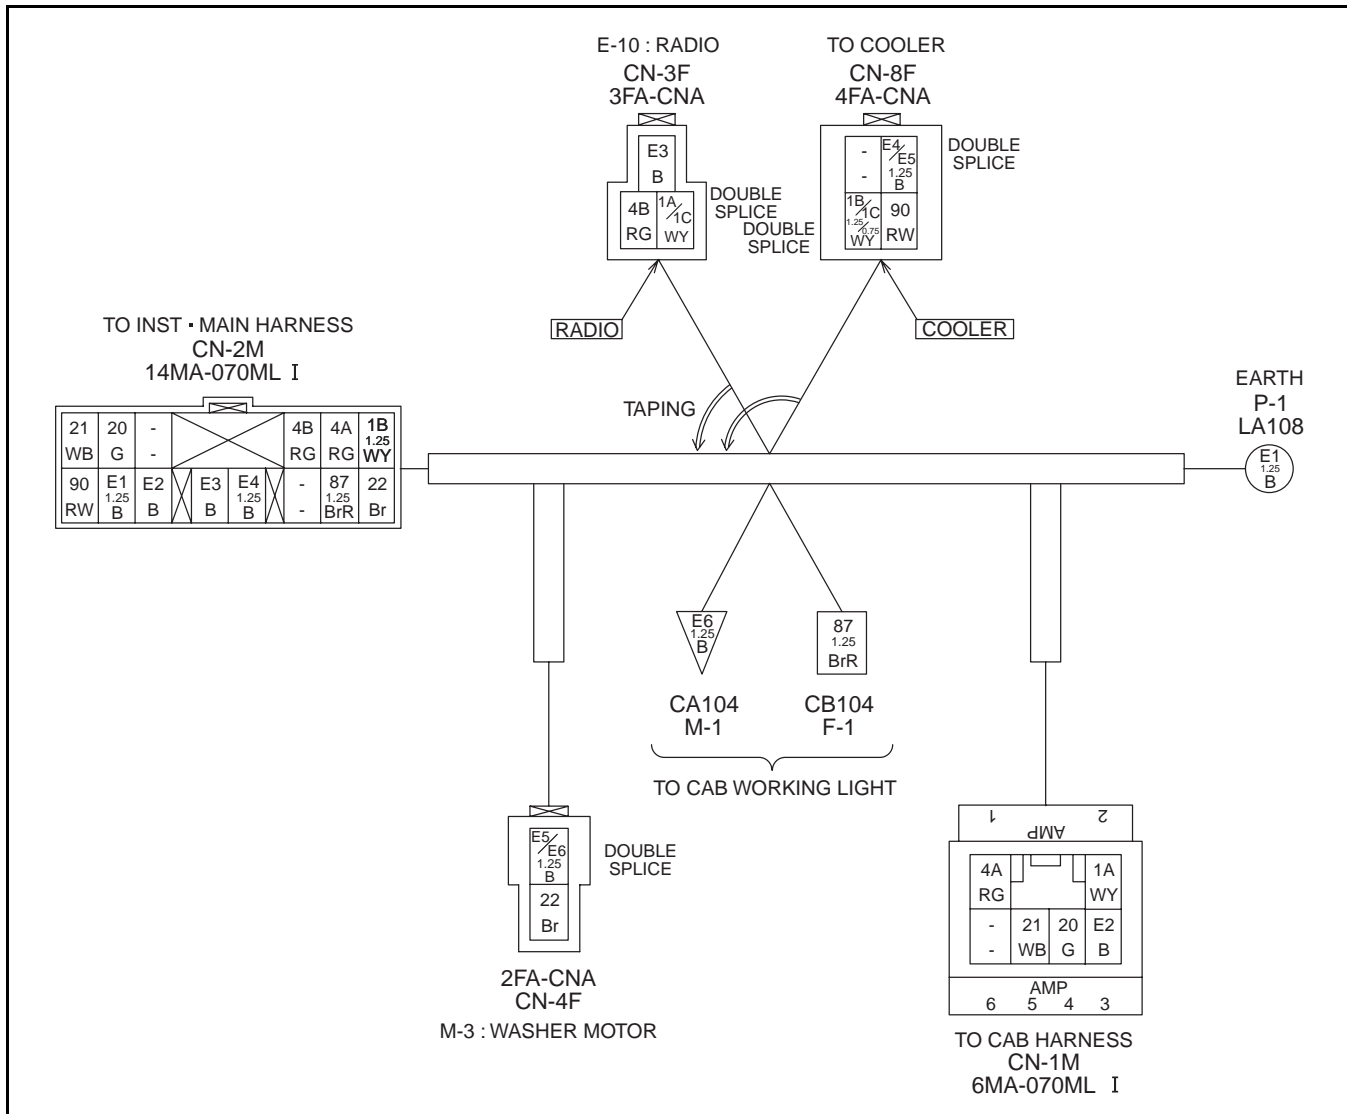 E-10 : RADIO
CN-3F
3FA-CNA
E3
B
4B
RG
1A/1C
WY
DOUBLE
SPLICE
TO COOLER
CN-8F
4FA-CNA
-
-
E4/E5
1.25
B
1B/1C
1.25/0.75
WY
90
RW
DOUBLE
SPLICE
DOUBLE
SPLICE
RADIO
COOLER
TAPING
TO INST · MAIN HARNESS
CN-2M
14MA-070ML I
21
WB
20
G
-
-
4B
RG
4A
RG
1B
1.25
WY
90
RW
E1
1.25
B
E2
B
E3
B
E4
1.25
B
-
-
87
1.25
BrR
22
Br
EARTH
P-1
LA108
E1
1.25
B
E6
1.25
B
87
1.25
BrR
CA104
M-1
CB104
F-1
TO CAB WORKING LIGHT
E5/E6
1.25
B
22
Br
DOUBLE
SPLICE
2FA-CNA
CN-4F
M-3 : WASHER MOTOR
1 2
AMP
4A
RG
1A
WY
-
-
21
WB
20
G
E2
B
AMP
6 5 4 3
TO CAB HARNESS
CN-1M
6MA-070ML I